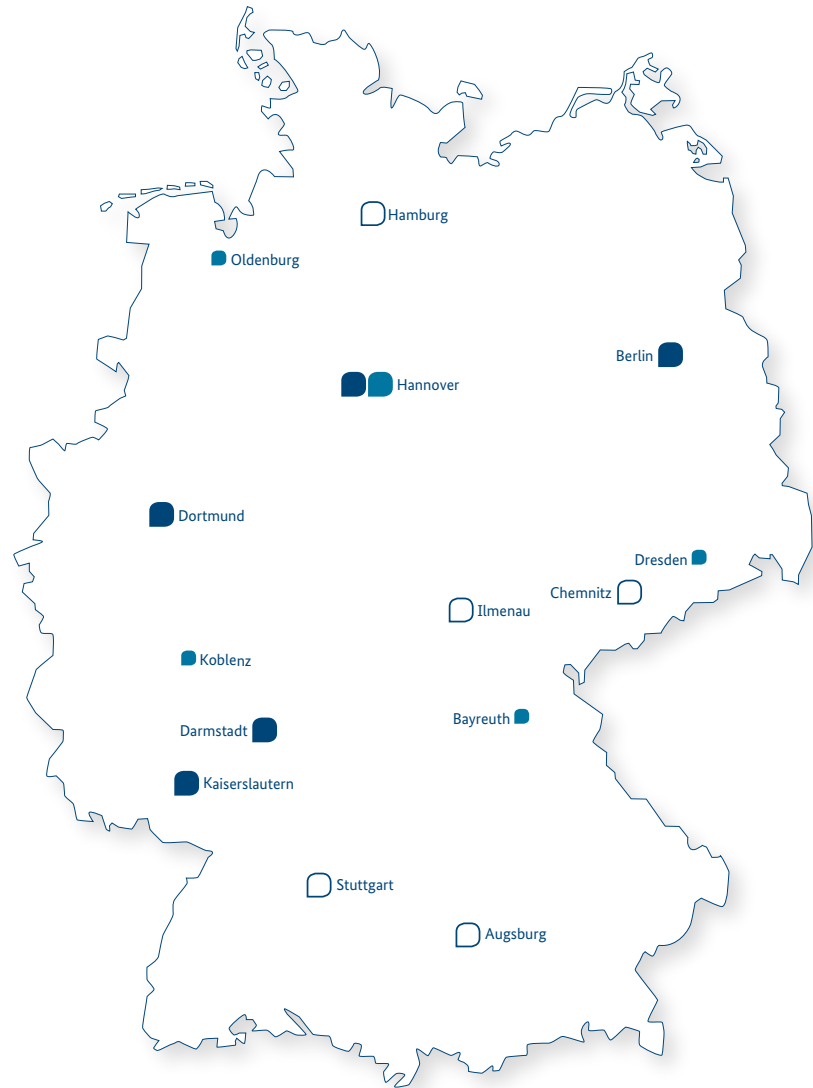 Hamburg
Oldenburg
Berlin
Hannover
Dortmund
Dresden
Chemnitz
Ilmenau
Koblenz
Bayreuth
Darmstadt
Kaiserslautern
Stuttgart
Augsburg